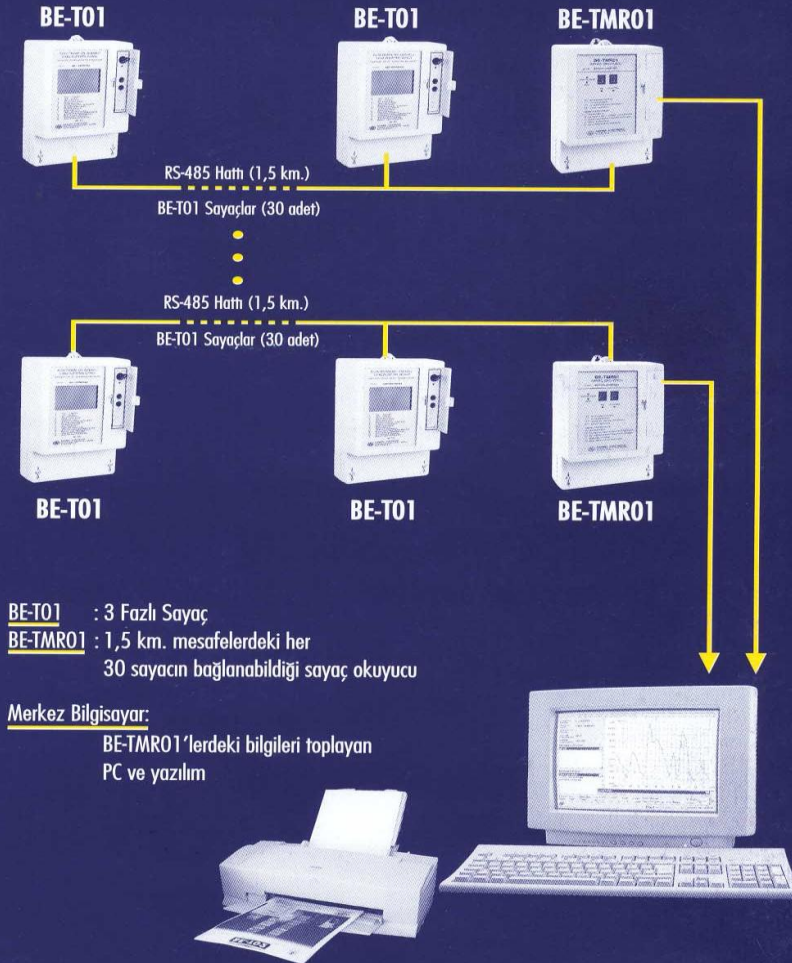 BE-T01 BE-T01 BE-TMR01
RS-485 Hattı (1,5 km.)
BE-T01 Sayaçlar (30 adet)
RS-485 Hattı (1,5 km.)
BE-T01 Sayaçlar (30 adet)
BE-T01 BE-T01 BE-TMR01
BE-T01 : 3 Fazlı Sayaç
BE-TMR01 : 1,5 km. mesafelerdeki her
30 sayacın bağlanabildiği sayaç okuyucu
Merkez Bilgisayar:
BE-TMR01'lerdeki bilgileri toplayan
PC ve yazılım